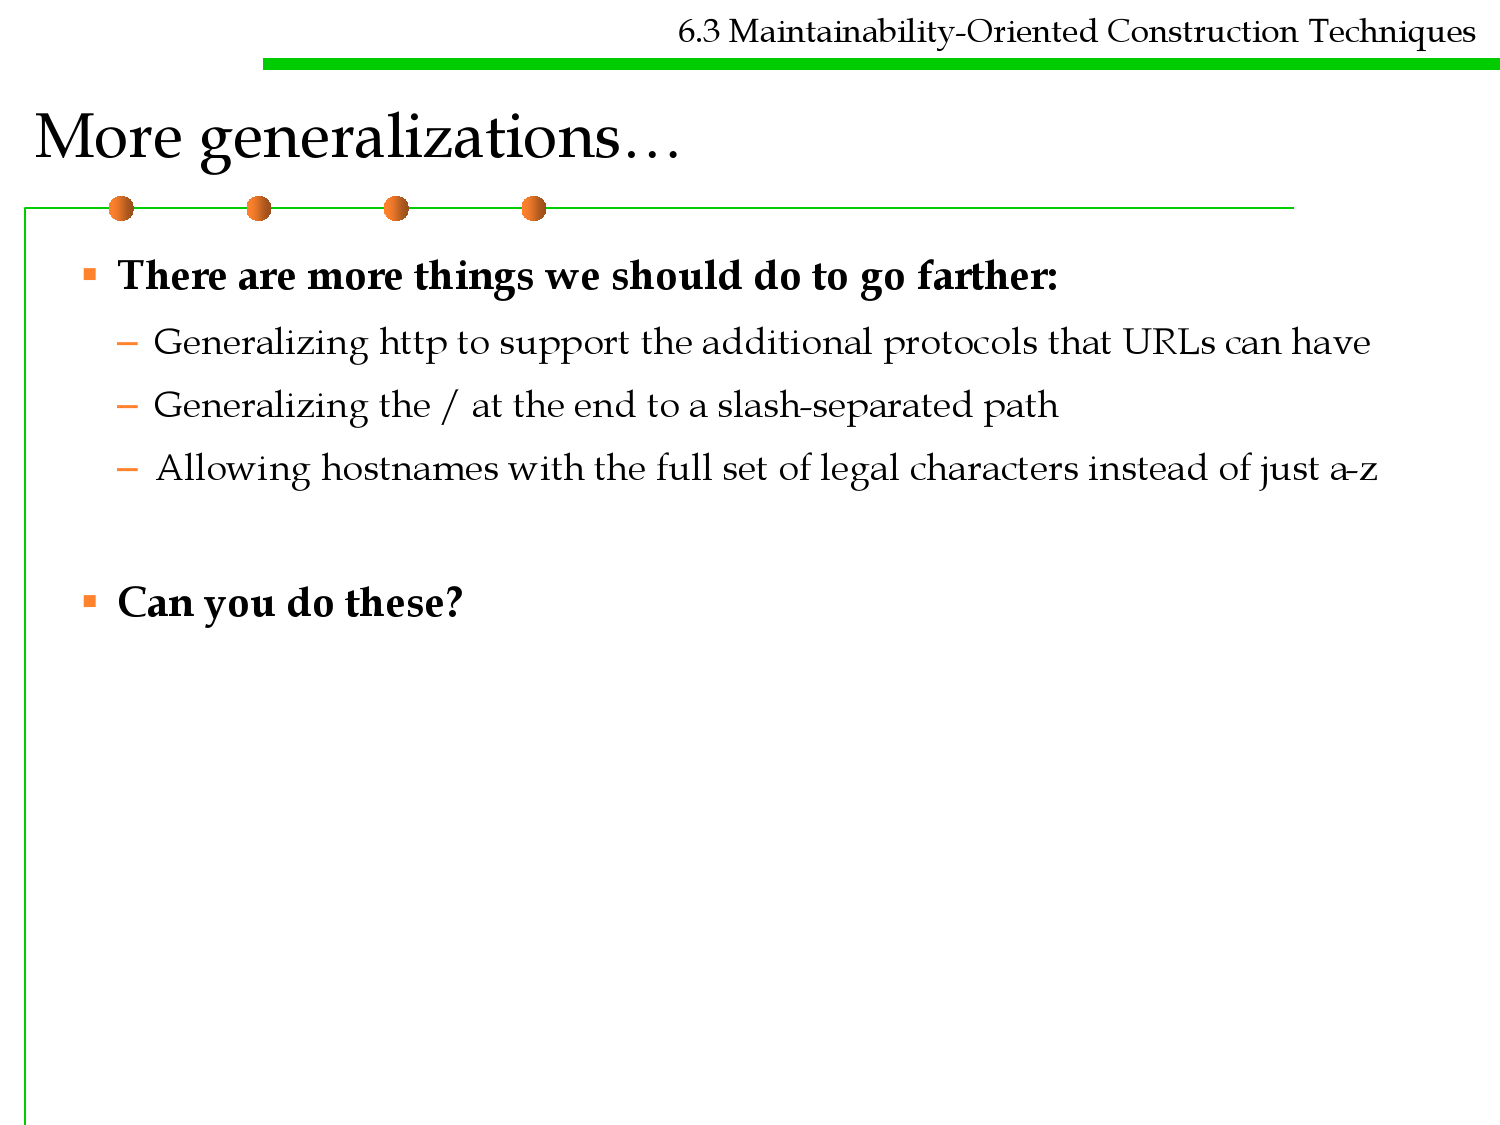 6.3 Maintainability-Oriented Construction Techniques
More generalizations…
▪ There are more things we should do to go farther:
– Generalizing http to support the additional protocols that URLs can have
– Generalizing the / at the end to a slash-separated path
– Allowing hostnames with the full set of legal characters instead of just a-z
▪ Can you do these?